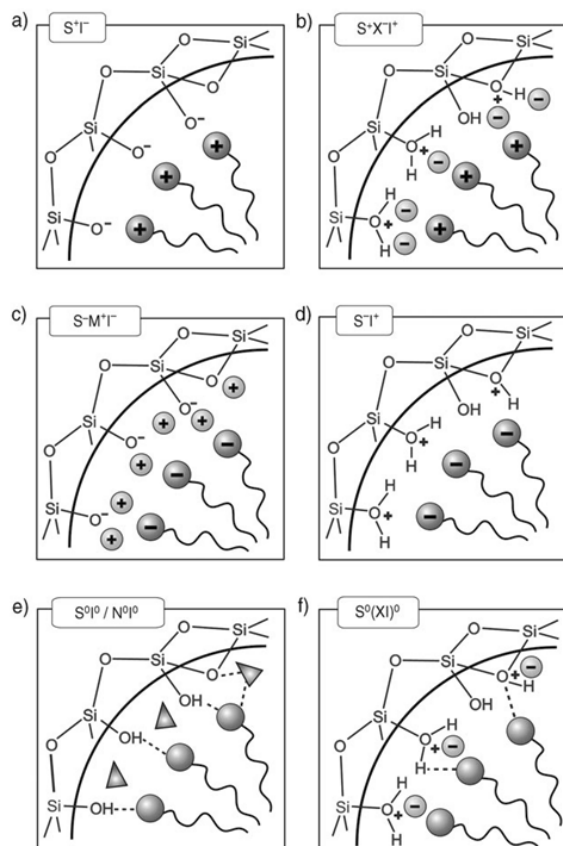 a) S⁺I⁻
O Si
O Si O
O⁻
Si O⁻ +
O +
Si O⁻ +
b) S⁺X⁻I⁺
O Si
O Si O H
+ −
OH −
Si O H + +
H − +
O H
Si O + − +
H −
c) S⁻M⁺I⁻
O Si
O Si O +
O⁻
+ +
Si O⁻ −
+ −
O +
Si O⁻ −
+
d) S⁻I⁺
O Si
O Si O
+ H
OH
Si O H + −
H −
O H
Si O + −
H
e) S⁰I⁰ / N⁰I⁰
O Si
O Si O
OH
Si OH
O
Si OH
f) S⁰(XI)⁰
O Si
O Si O + −
H
OH
Si O H
+ −
H
O H
Si O + −
H